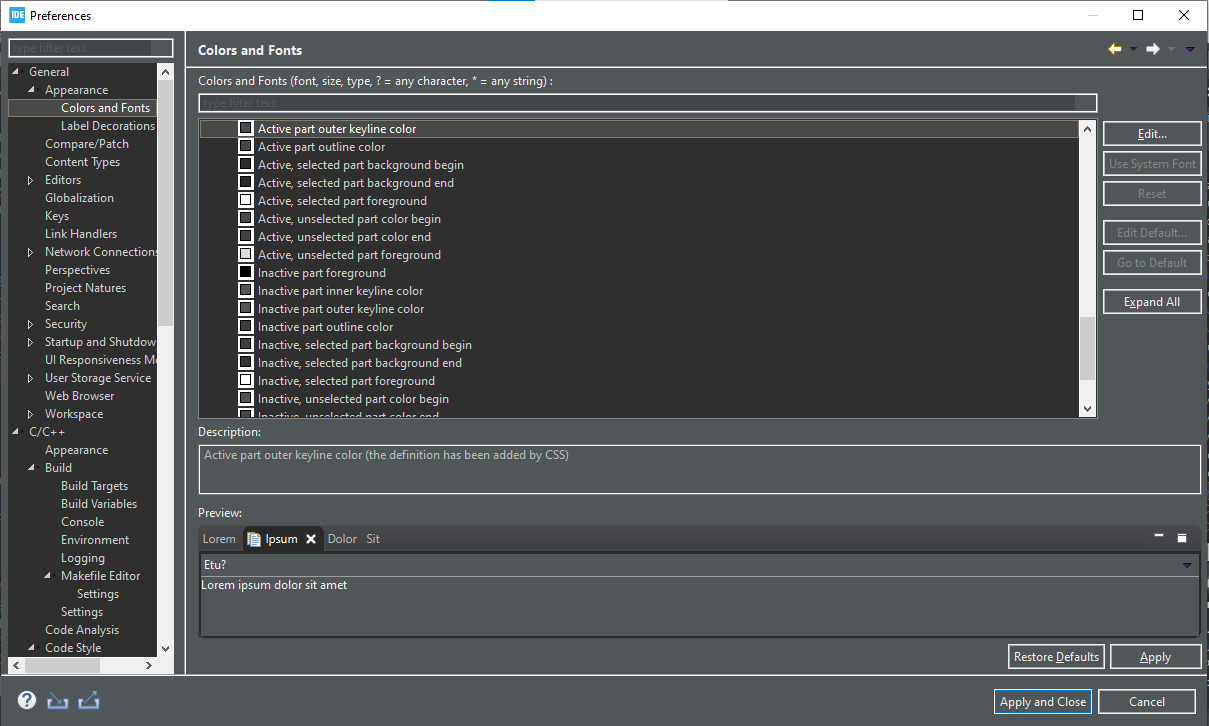 IDE Preferences
type filter text
General
Appearance
Colors and Fonts
Label Decorations
Compare/Patch
Content Types
Editors
Globalization
Keys
Link Handlers
Network Connections
Perspectives
Project Natures
Search
Security
Startup and Shutdow
UI Responsiveness Mo
User Storage Service
Web Browser
Workspace
C/C++
Appearance
Build
Build Targets
Build Variables
Console
Environment
Logging
Makefile Editor
Settings
Settings
Code Analysis
Code Style
Colors and Fonts
Colors and Fonts (font, size, type, ? = any character, * = any string) :
type filter text
Active part outer keyline color
Active part outline color
Active, selected part background begin
Active, selected part background end
Active, selected part foreground
Active, unselected part color begin
Active, unselected part color end
Active, unselected part foreground
Inactive part foreground
Inactive part inner keyline color
Inactive part outer keyline color
Inactive part outline color
Inactive, selected part background begin
Inactive, selected part background end
Inactive, selected part foreground
Inactive, unselected part color begin
Inactive, unselected part color end
Edit...
Use System Font
Reset
Edit Default...
Go to Default
Expand All
Description:
Active part outer keyline color (the definition has been added by CSS)
Preview:
Lorem Ipsum Dolor Sit
Etu?
Lorem ipsum dolor sit amet
Restore Defaults Apply
? Apply and Close Cancel